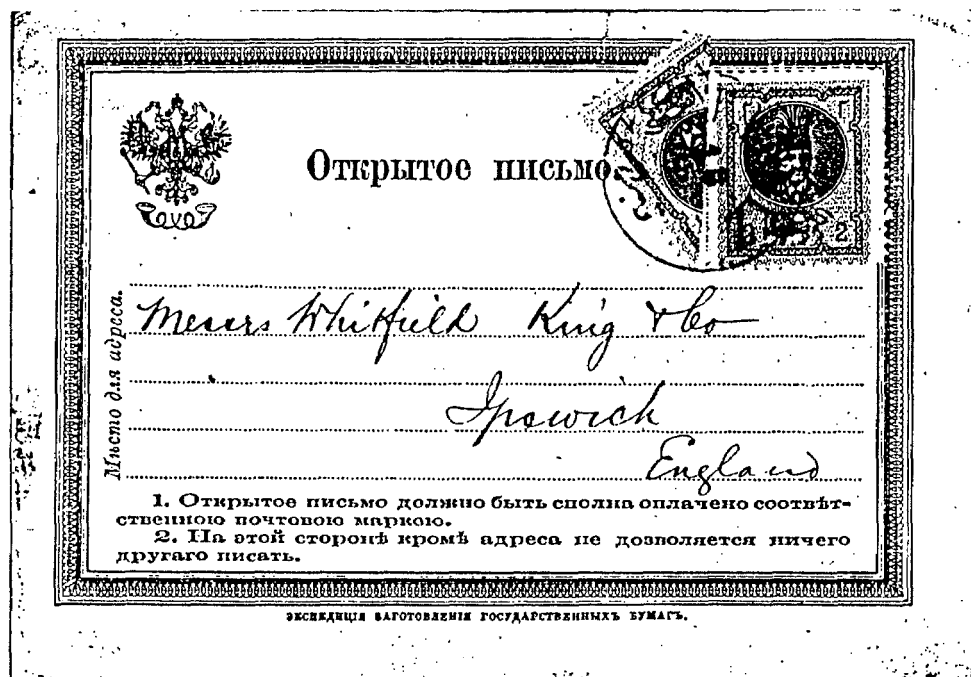 Открытое письмо
2
Мѣсто для адреса.
Messrs Whitfield King & Co
Ipswich
England
1. Открытое письмо должно быть сполна оплачено соотвѣт-
ственною почтовою маркою.
2. На этой сторонѣ кромѣ адреса не дозволяется ничего
другаго писать.
ЭКСПЕДИЦІЯ ЗАГОТОВЛЕНІЯ ГОСУДАРСТВЕННЫХЪ БУМАГЪ.